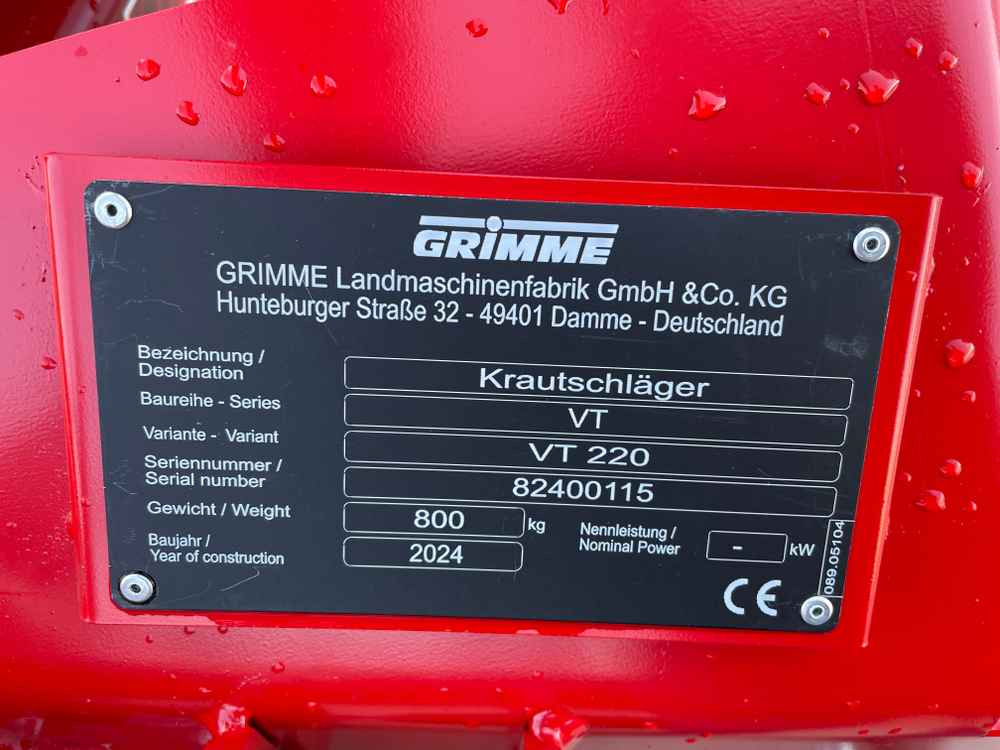 GRIMME
GRIMME Landmaschinenfabrik GmbH &Co. KG
Hunteburger Straße 32 - 49401 Damme - Deutschland
Bezeichnung /
Designation
Krautschläger
Baureihe - Series
VT
Variante - Variant
VT 220
Seriennummer /
Serial number
82400115
Gewicht / Weight
800 kg
Nennleistung /
Nominal Power
- kW
Baujahr /
Year of construction
2024
CE
089.05104